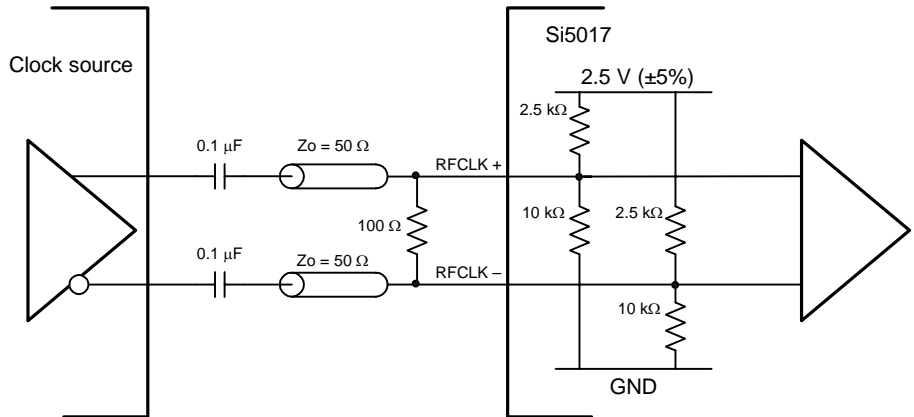 Si5017
Clock source
2.5 V (±5%)
2.5 kΩ
0.1 μF
Zo = 50 Ω
RFCLK +
100 Ω
10 kΩ
2.5 kΩ
0.1 μF
Zo = 50 Ω
RFCLK –
10 kΩ
GND